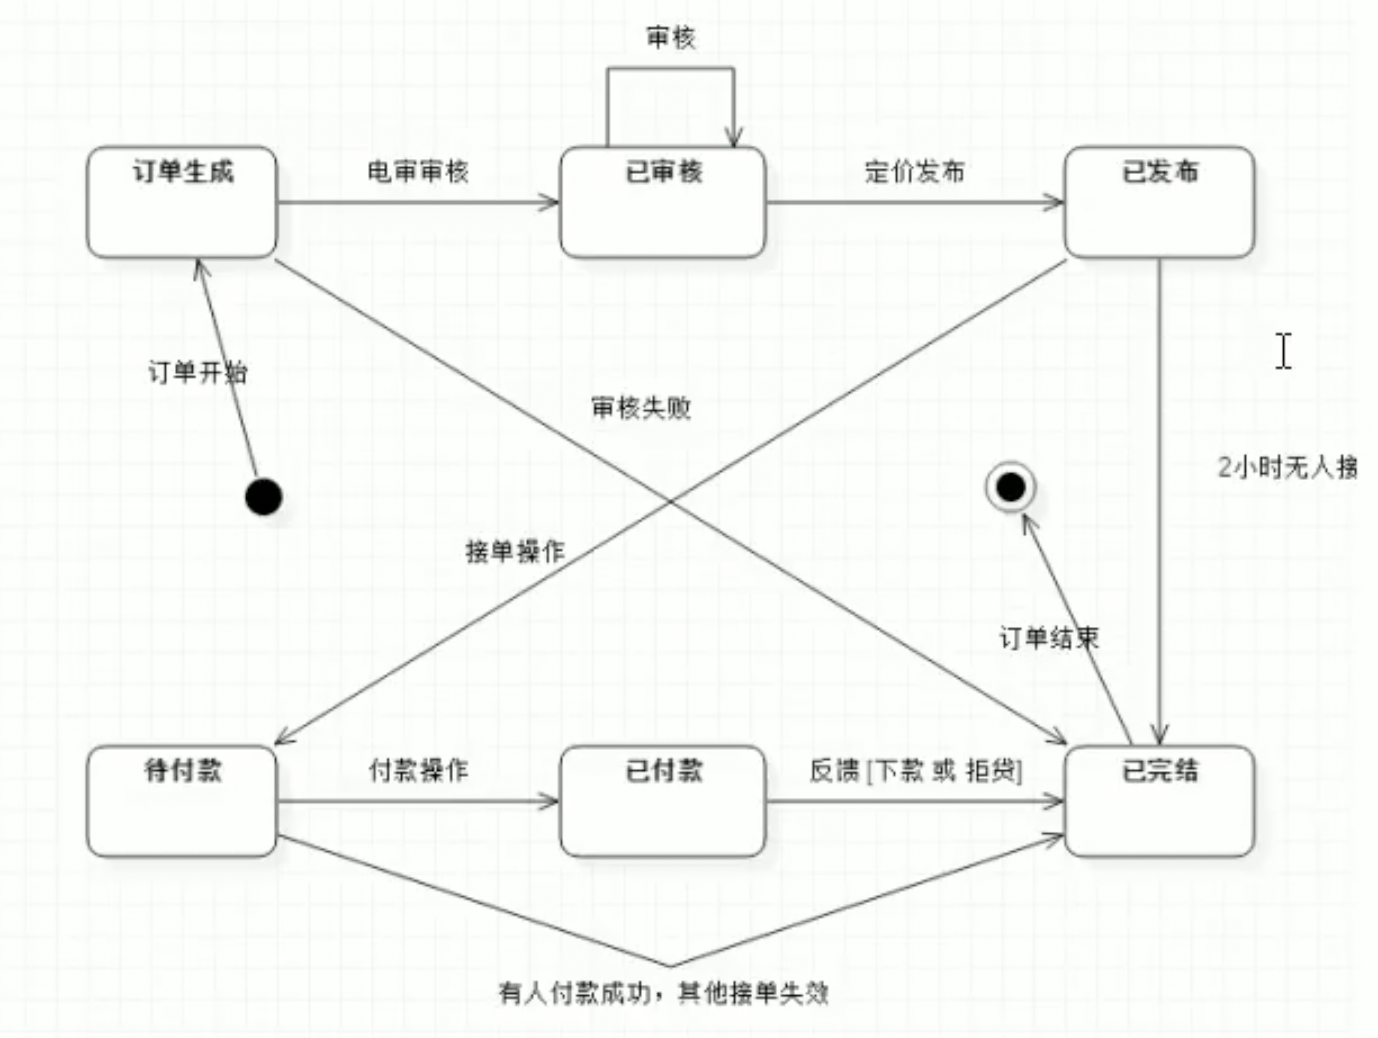 审核
订单生成
电审审核
已审核
定价发布
已发布
订单开始
审核失败
2小时无人接
接单操作
订单结束
待付款
付款操作
已付款
反馈 [下款 或 拒贷]
已完结
有人付款成功，其他接单失效